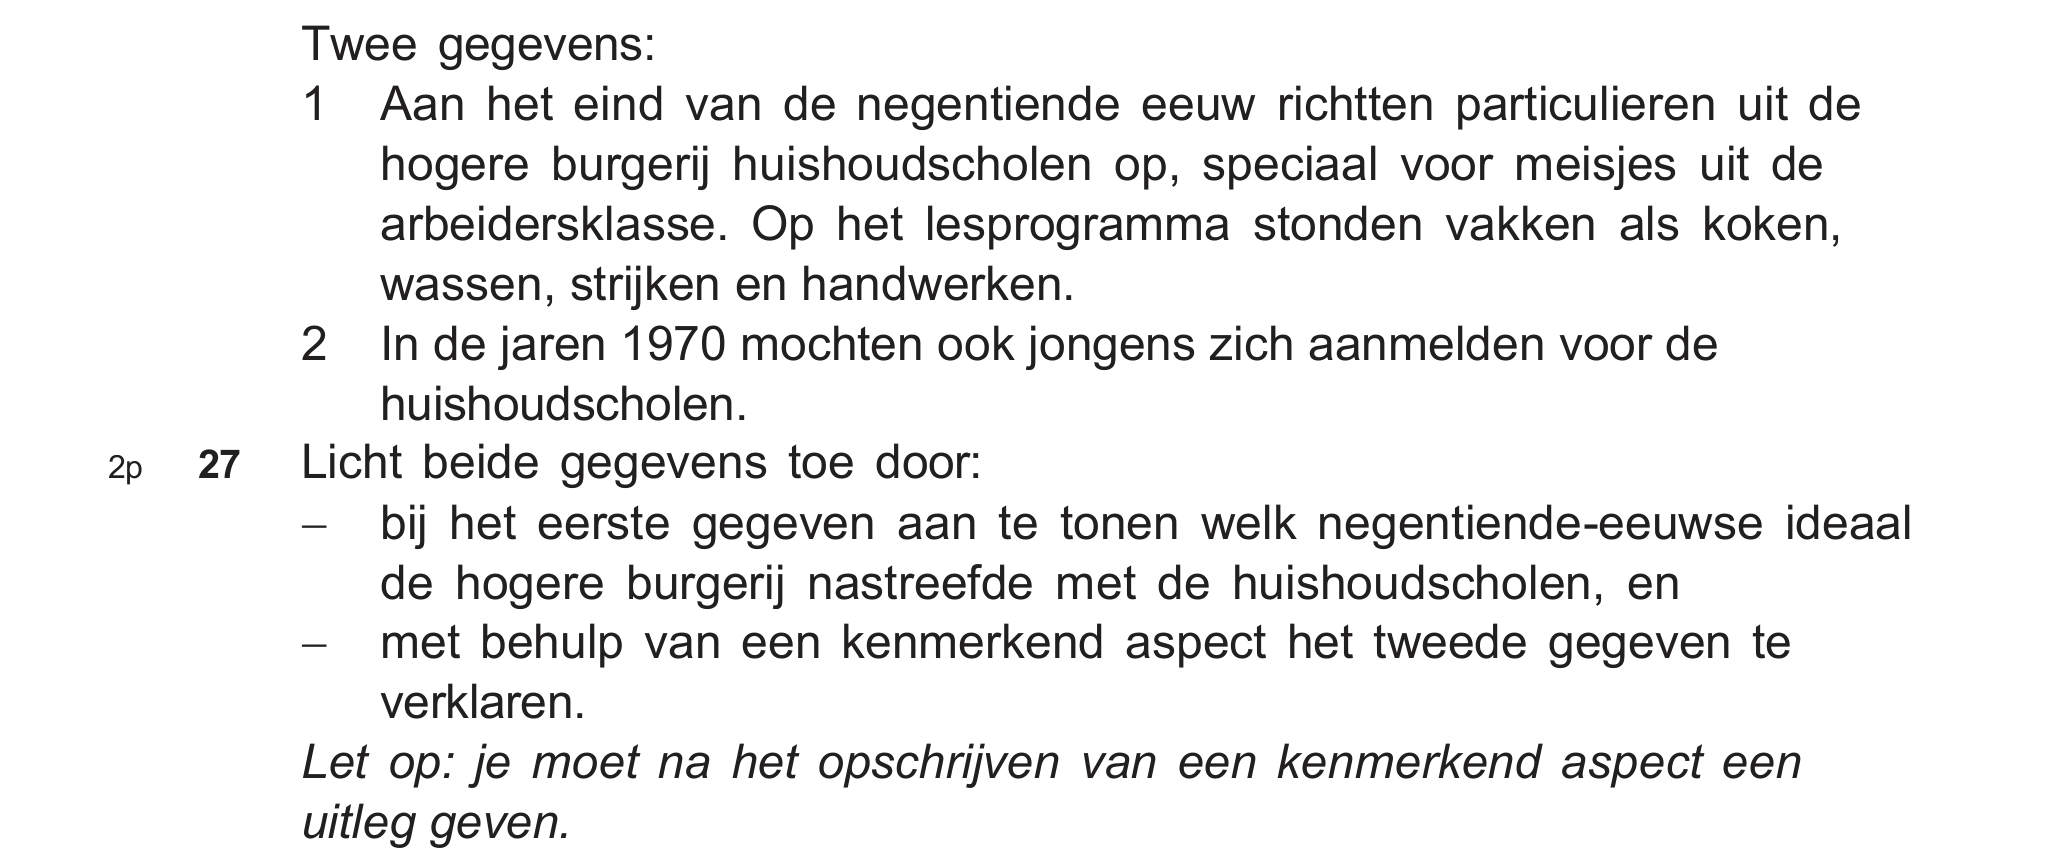 Twee gegevens:
1 Aan het eind van de negentiende eeuw richtten particulieren uit de
hogere burgerij huishoudscholen op, speciaal voor meisjes uit de
arbeidersklasse. Op het lesprogramma stonden vakken als koken,
wassen, strijken en handwerken.
2 In de jaren 1970 mochten ook jongens zich aanmelden voor de
huishoudscholen.
2p 27 Licht beide gegevens toe door:
− bij het eerste gegeven aan te tonen welk negentiende-eeuwse ideaal
de hogere burgerij nastreefde met de huishoudscholen, en
− met behulp van een kenmerkend aspect het tweede gegeven te
verklaren.
Let op: je moet na het opschrijven van een kenmerkend aspect een
uitleg geven.